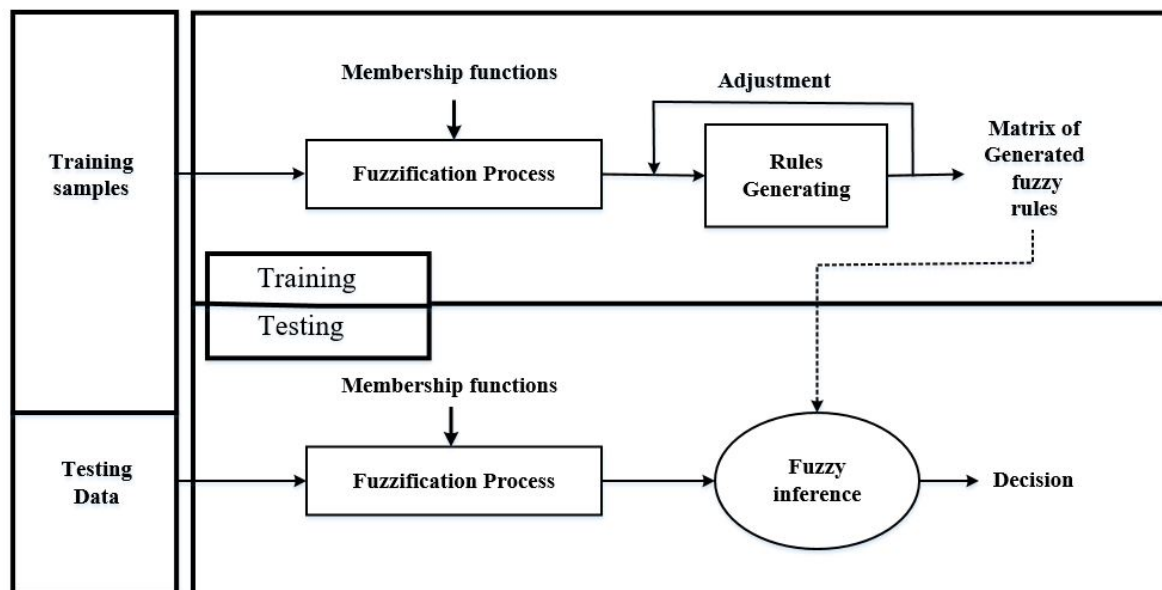 Membership functions
Adjustment
Training
samples
Fuzzification Process
Rules
Generating
Matrix of
Generated
fuzzy
rules
Training
Testing
Membership functions
Testing
Data
Fuzzification Process
Fuzzy
inference
Decision